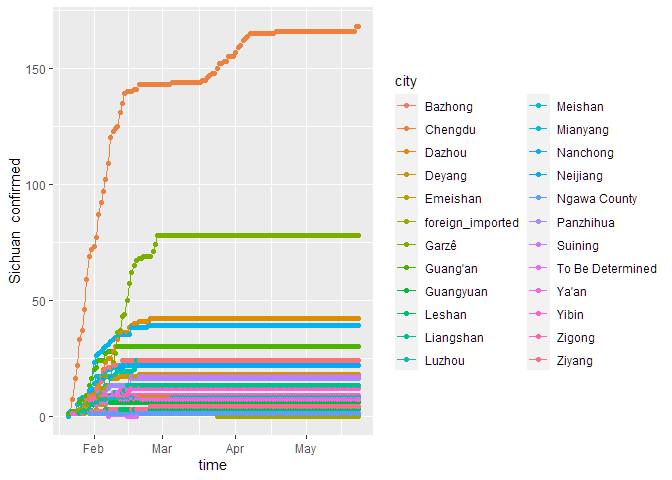 150
100
50
0
Sichuan confirmed
Feb
Mar
Apr
May
time
city
Bazhong
Chengdu
Dazhou
Deyang
Emeishan
foreign_imported
Garzê
Guang'an
Guangyuan
Leshan
Liangshan
Luzhou
Meishan
Mianyang
Nanchong
Neijiang
Ngawa County
Panzhihua
Suining
To Be Determined
Ya'an
Yibin
Zigong
Ziyang